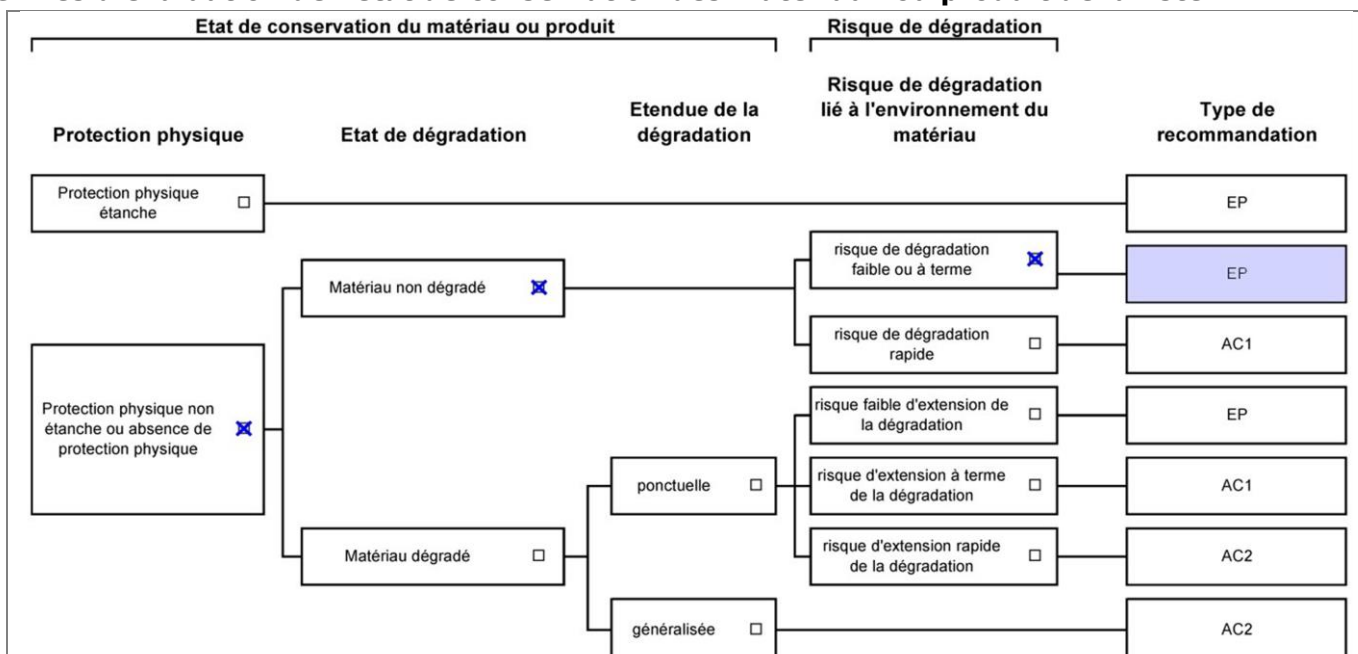 Etat de conservation du matériau ou produit
Risque de dégradation
Protection physique
Etat de dégradation
Etendue de la
dégradation
Risque de dégradation
lié à l'environnement du
matériau
Type de
recommandation
Protection physique
étanche
EP
Matériau non dégradé
risque de dégradation
faible ou à terme
EP
risque de dégradation
rapide
AC1
Protection physique non
étanche ou absence de
protection physique
risque faible d'extension de
la dégradation
EP
ponctuelle
risque d'extension à terme
de la dégradation
AC1
Matériau dégradé
risque d'extension rapide
de la dégradation
AC2
généralisée
AC2